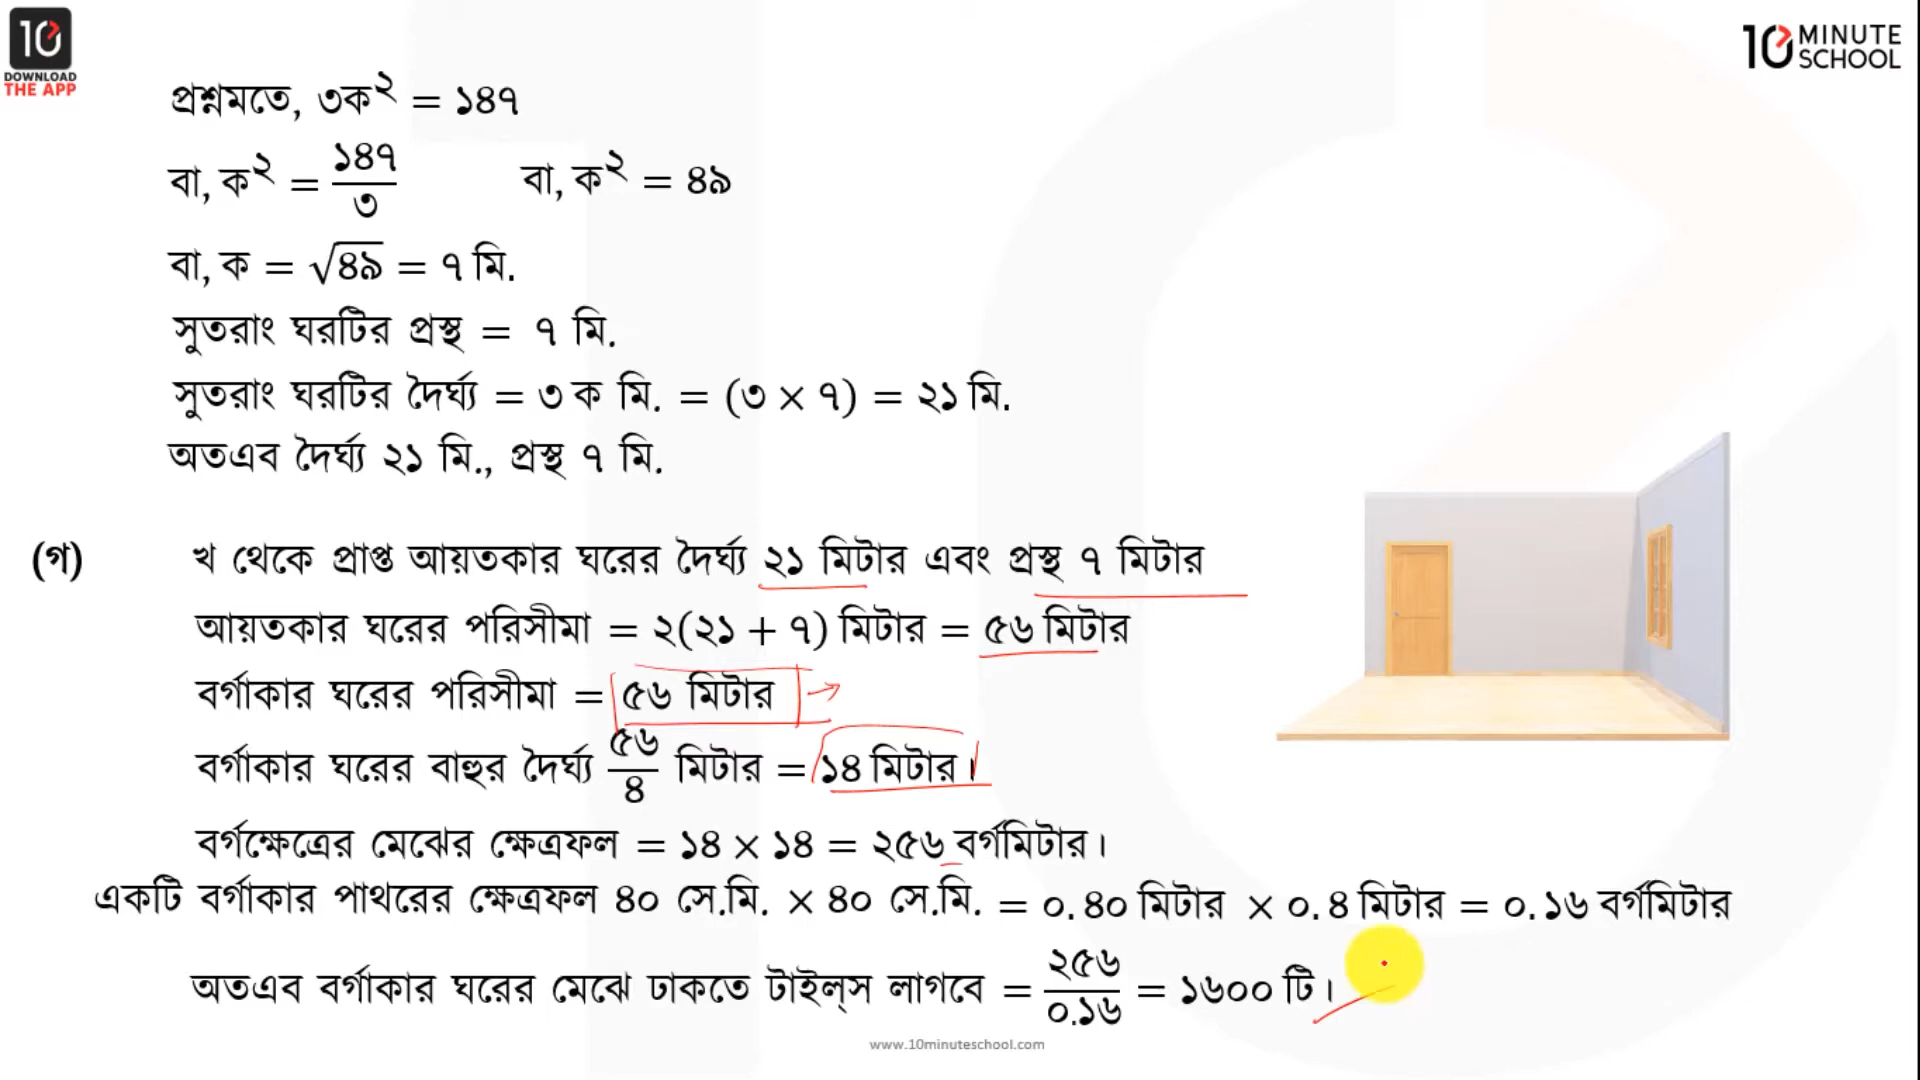 10
DOWNLOAD
THE APP
10 MINUTE
SCHOOL
প্রশ্নমতে, ৩ক² = ১৪৭
বা, ক² = ১৪৭/৩ বা, ক² = ৪৯
বা, ক = √৪৯ = ৭ মি.
সুতরাং ঘরটির প্রস্থ = ৭ মি.
সুতরাং ঘরটির দৈর্ঘ্য = ৩ ক মি. = (৩ × ৭) = ২১ মি.
অতএব দৈর্ঘ্য ২১ মি., প্রস্থ ৭ মি.
(গ) খ থেকে প্রাপ্ত আয়তকার ঘরের দৈর্ঘ্য ২১ মিটার এবং প্রস্থ ৭ মিটার
আয়তকার ঘরের পরিসীমা = ২(২১ + ৭) মিটার = ৫৬ মিটার
বর্গাকার ঘরের পরিসীমা = ৫৬ মিটার
বর্গাকার ঘরের বাহুর দৈর্ঘ্য ৫৬/৪ মিটার = ১৪ মিটার।
বর্গক্ষেত্রের মেঝের ক্ষেত্রফল = ১৪ × ১৪ = ২৫৬ বর্গমিটার।
একটি বর্গাকার পাথরের ক্ষেত্রফল ৪০ সে.মি. × ৪০ সে.মি. = ০.৪০ মিটার × ০.৪ মিটার = ০.১৬ বর্গমিটার
অতএব বর্গাকার ঘরের মেঝে ঢাকতে টাইল্‌স লাগবে = ২৫৬/০.১৬ = ১৬০০ টি।
www.10minuteschool.com